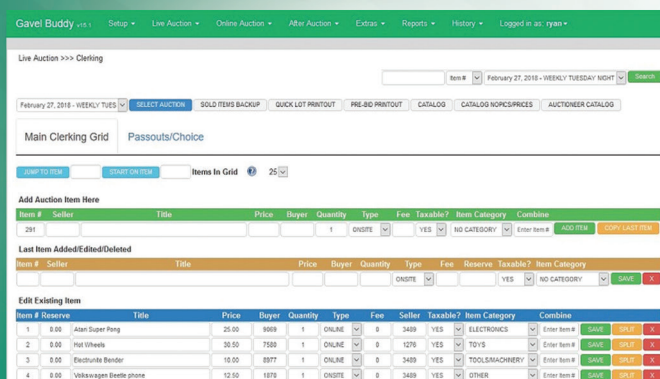 Gavel Buddy v15.1 Setup Live Auction Online Auction After Auction Extras Reports History Logged in as: ryan
Live Auction >>> Clerking
Item # February 27, 2018 - WEEKLY TUESDAY NIGHT Search
February 27, 2018 - WEEKLY TUES SELECT AUCTION SOLD ITEMS BACKUP QUICK LOT PRINTOUT PRE-BID PRINTOUT CATALOG CATALOG NOPICS/PRICES AUCTIONEER CATALOG
Main Clerking Grid Passouts/Choice
JUMP TO ITEM START ON ITEM Items In Grid ? 25
Add Auction Item Here
Item # Seller Title Price Buyer Quantity Type Fee Taxable? Item Category Combine
291 1 ONSITE YES NO CATEGORY Enter Item # ADD ITEM COPY LAST ITEM
Last Item Added/Edited/Deleted
Item # Seller Title Price Buyer Quantity Type Fee Reserve Taxable? Item Category
ONSITE YES NO CATEGORY SAVE X
Edit Existing Item
Item # Reserve Title Price Buyer Quantity Type Fee Seller Taxable? Item Category Combine
1 0.00 Atari Super Pong 25.00 9069 1 ONLINE 0 3489 YES ELECTRONICS Enter Item # SAVE SPLIT X
2 0.00 Hot Wheels 30.50 7580 1 ONLINE 0 1276 YES TOYS Enter Item # SAVE SPLIT X
3 0.00 Electrunite Bender 10.00 8977 1 ONLINE 0 3489 YES TOOLS/MACHINERY Enter Item # SAVE SPLIT X
4 0.00 Volkswagen Beetle phone 12.50 1070 1 ONSITE 0 3489 YES OTHER Enter Item # SAVE SPLIT X